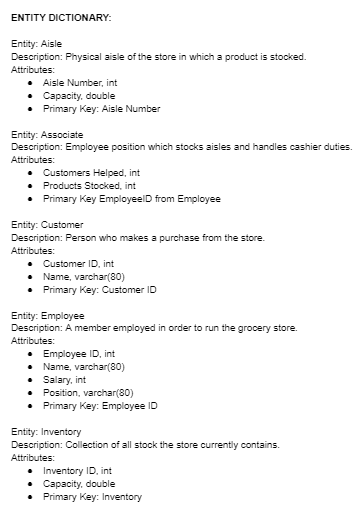 ENTITY DICTIONARY:
Entity: Aisle
Description: Physical aisle of the store in which a product is stocked.
Attributes:
● Aisle Number, int
● Capacity, double
● Primary Key: Aisle Number
Entity: Associate
Description: Employee position which stocks aisles and handles cashier duties.
Attributes:
● Customers Helped, int
● Products Stocked, int
● Primary Key EmployeeID from Employee
Entity: Customer
Description: Person who makes a purchase from the store.
Attributes:
● Customer ID, int
● Name, varchar(80)
● Primary Key: Customer ID
Entity: Employee
Description: A member employed in order to run the grocery store.
Attributes:
● Employee ID, int
● Name, varchar(80)
● Salary, int
● Position, varchar(80)
● Primary Key: Employee ID
Entity: Inventory
Description: Collection of all stock the store currently contains.
Attributes:
● Inventory ID, int
● Capacity, double
● Primary Key: Inventory